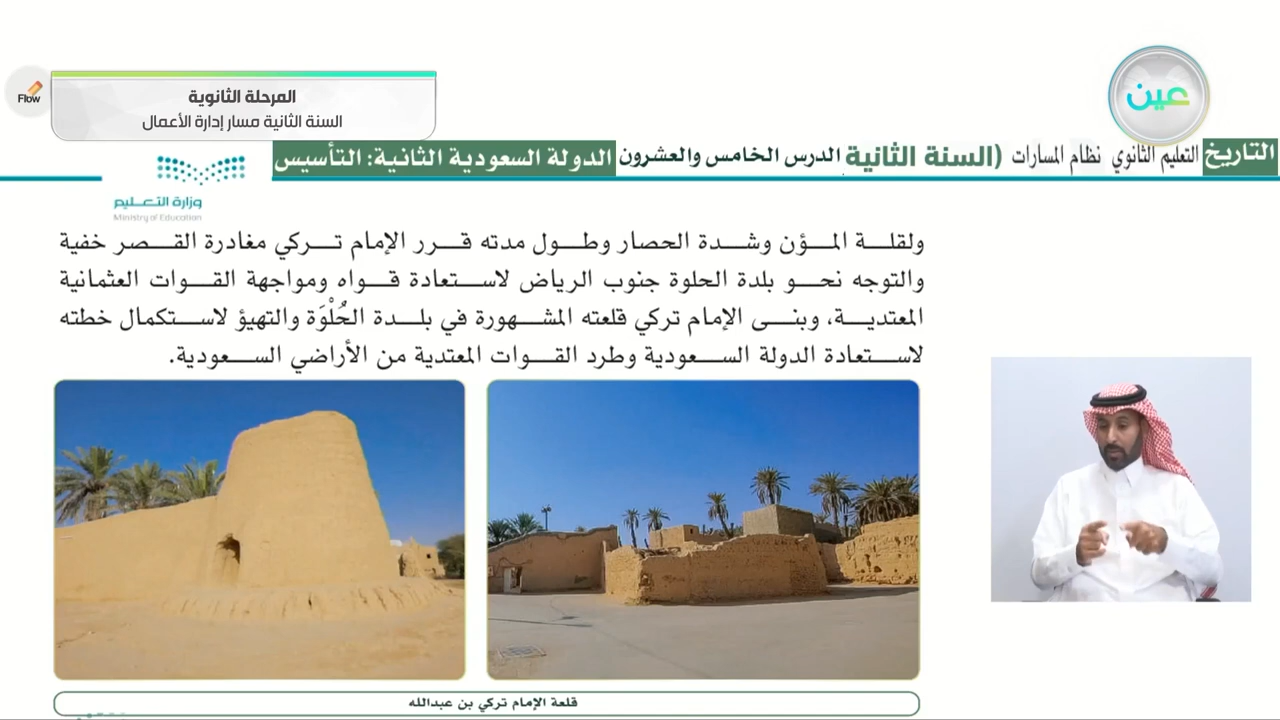 Flow
المرحلة الثانوية
السنة الثانية مسار إدارة الأعمال
عين
التاريخ التعليم الثانوي نظام المسارات (السنة الثانية الدرس الخامس والعشرون الدولة السعودية الثانية: التأسيس
وزارة التعليم
Ministry of Education
ولقلة المؤن وشدة الحصار وطول مدته قرر الإمام تركي مغادرة القصر خفية
والتوجه نحو بلدة الحلوة جنوب الرياض لاستعادة قواه ومواجهة القوات العثمانية
المعتدية، وبنى الإمام تركي قلعته المشهورة في بلدة الحُلْوَة والتهيؤ لاستكمال خطته
لاستعادة الدولة السعودية وطرد القوات المعتدية من الأراضي السعودية.
قلعة الإمام تركي بن عبدالله